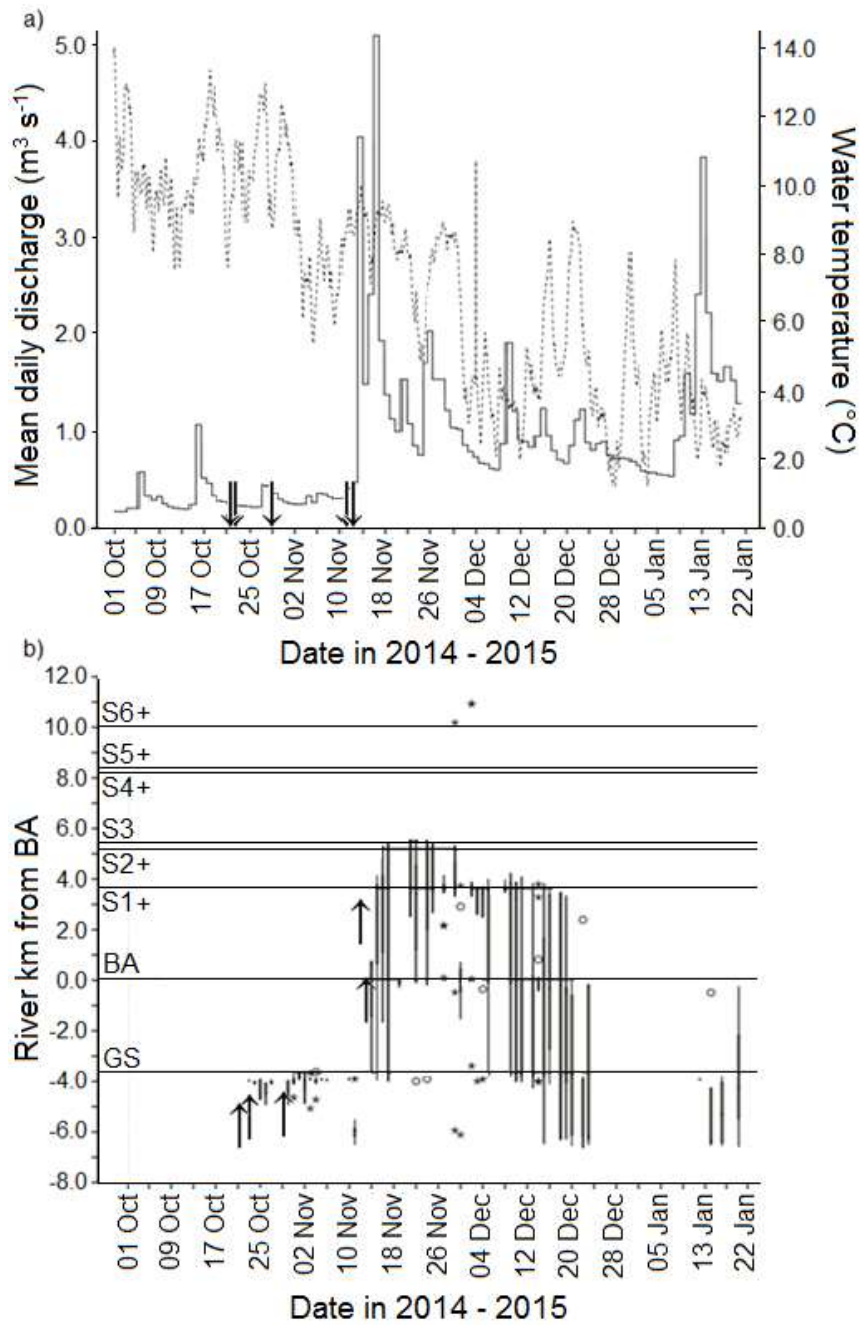 a)
5.0
4.0
3.0
2.0
1.0
0.0
Mean daily discharge (m³ s⁻¹)
14.0
12.0
10.0
8.0
6.0
4.0
2.0
0.0
Water temperature (°C)
01 Oct
09 Oct
17 Oct
25 Oct
02 Nov
10 Nov
18 Nov
26 Nov
04 Dec
12 Dec
20 Dec
28 Dec
05 Jan
13 Jan
22 Jan
Date in 2014 - 2015
b)
12.0
10.0
8.0
6.0
4.0
2.0
0.0
-2.0
-4.0
-6.0
-8.0
River km from BA
S6+
S5+
S4+
S3
S2+
S1+
BA
GS
01 Oct
09 Oct
17 Oct
25 Oct
02 Nov
10 Nov
18 Nov
26 Nov
04 Dec
12 Dec
20 Dec
28 Dec
05 Jan
13 Jan
22 Jan
Date in 2014 - 2015